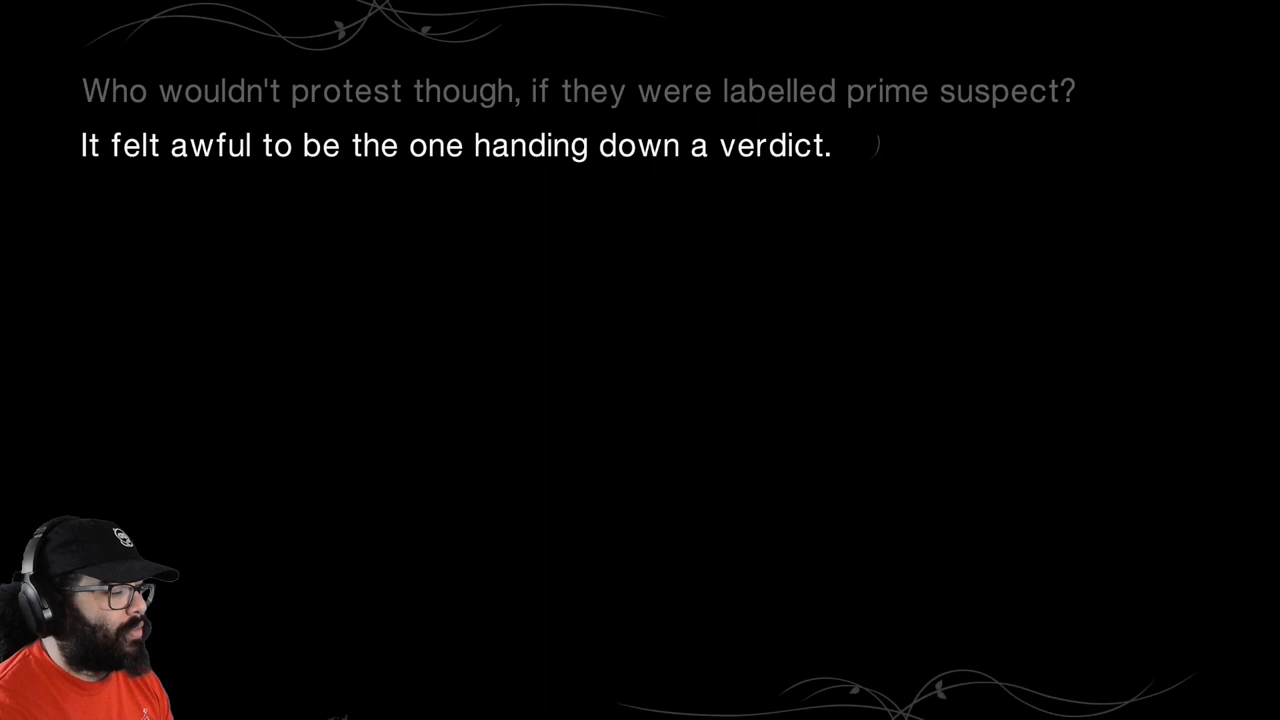 Who wouldn't protest though, if they were labelled prime suspect?
It felt awful to be the one handing down a verdict.